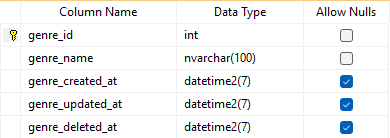 Column Name Data Type Allow Nulls
genre_id int
genre_name nvarchar(100)
genre_created_at datetime2(7)
genre_updated_at datetime2(7)
genre_deleted_at datetime2(7)